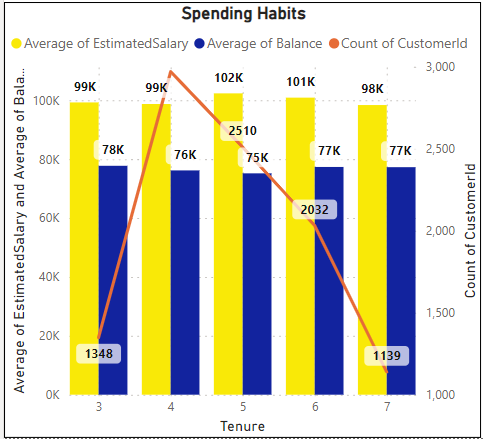 Spending Habits
Average of EstimatedSalary Average of Balance Count of CustomerId
Average of EstimatedSalary and Average of Bala...
100K
80K
60K
40K
20K
0K
99K
99K
102K
101K
98K
78K
76K
75K
77K
77K
1348
2510
2032
1139
3,000
2,500
2,000
1,500
1,000
Count of CustomerId
3 4 5 6 7
Tenure